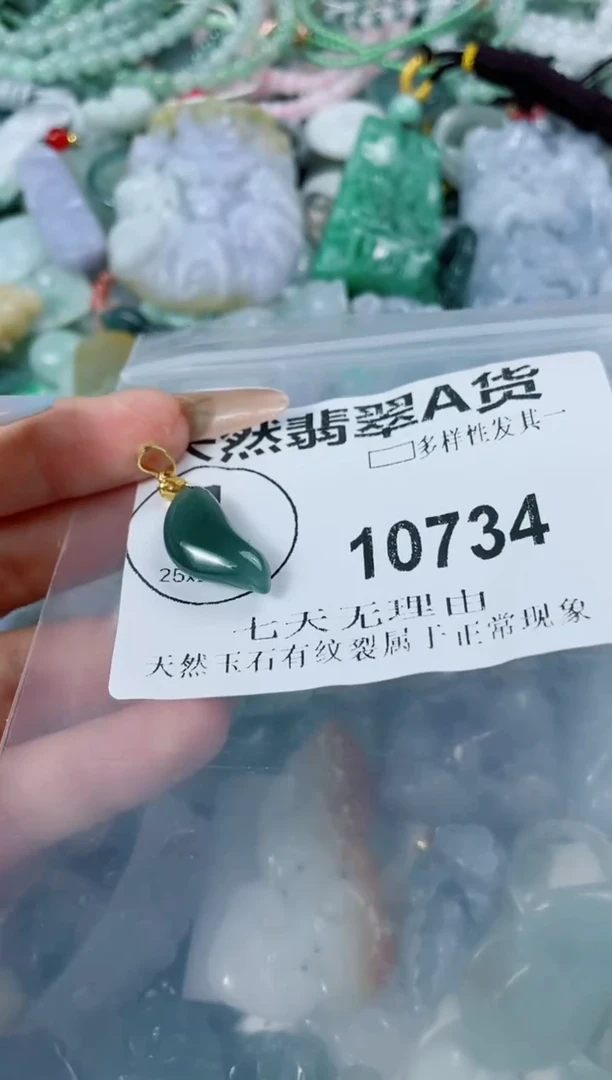 天然翡翠A货
多样性发其一
10734
25x
七天无理由
天然玉石有纹裂属于正常现象